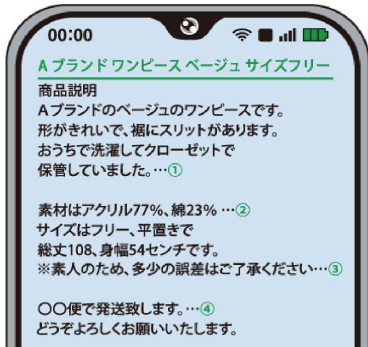 00:00
Aブランド ワンピース ベージュ サイズフリー
商品説明
Aブランドのベージュのワンピースです。
形がきれいで、裾にスリットがあります。
おうちで洗濯してクローゼットで
保管していました。…①
素材はアクリル77%、綿23% …②
サイズはフリー、平置きで
総丈108、身幅54センチです。
※素人のため、多少の誤差はご了承ください…③
〇〇便で発送致します。…④
どうぞよろしくお願いいたします。